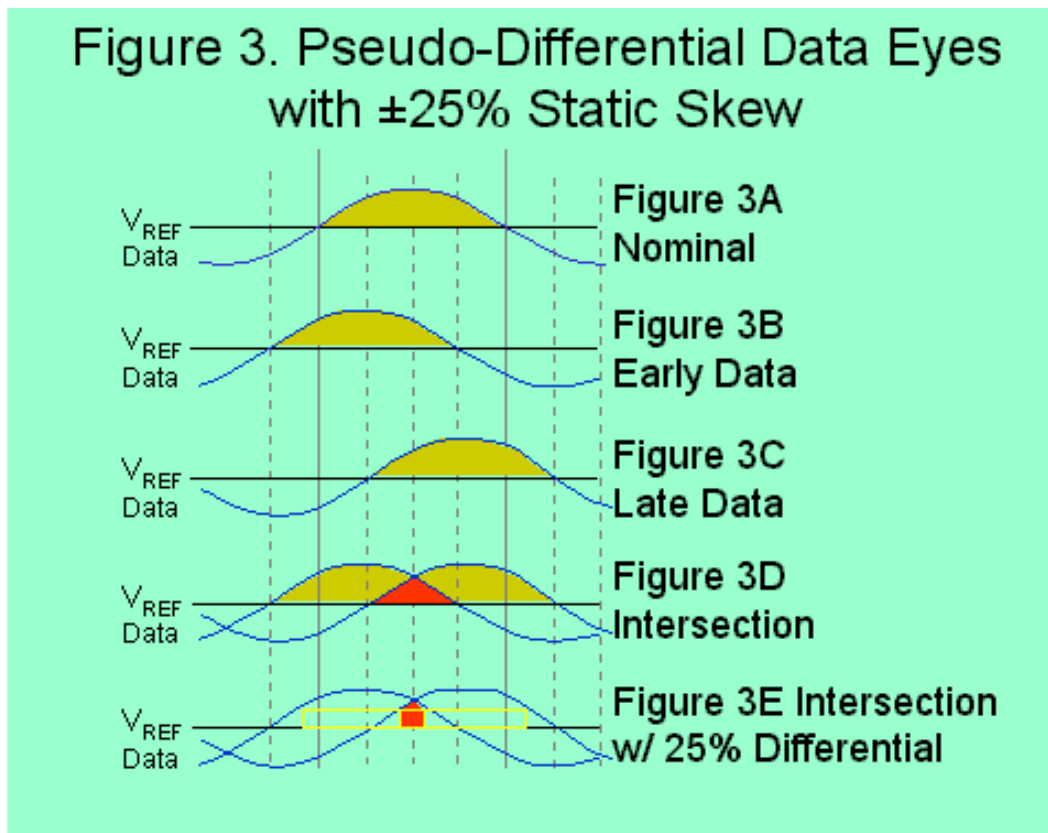 Figure 3. Pseudo-Differential Data Eyes
with ±25% Static Skew
VREF
Data
Figure 3A
Nominal
VREF
Data
Figure 3B
Early Data
VREF
Data
Figure 3C
Late Data
VREF
Data
Figure 3D
Intersection
VREF
Data
Figure 3E Intersection
w/ 25% Differential